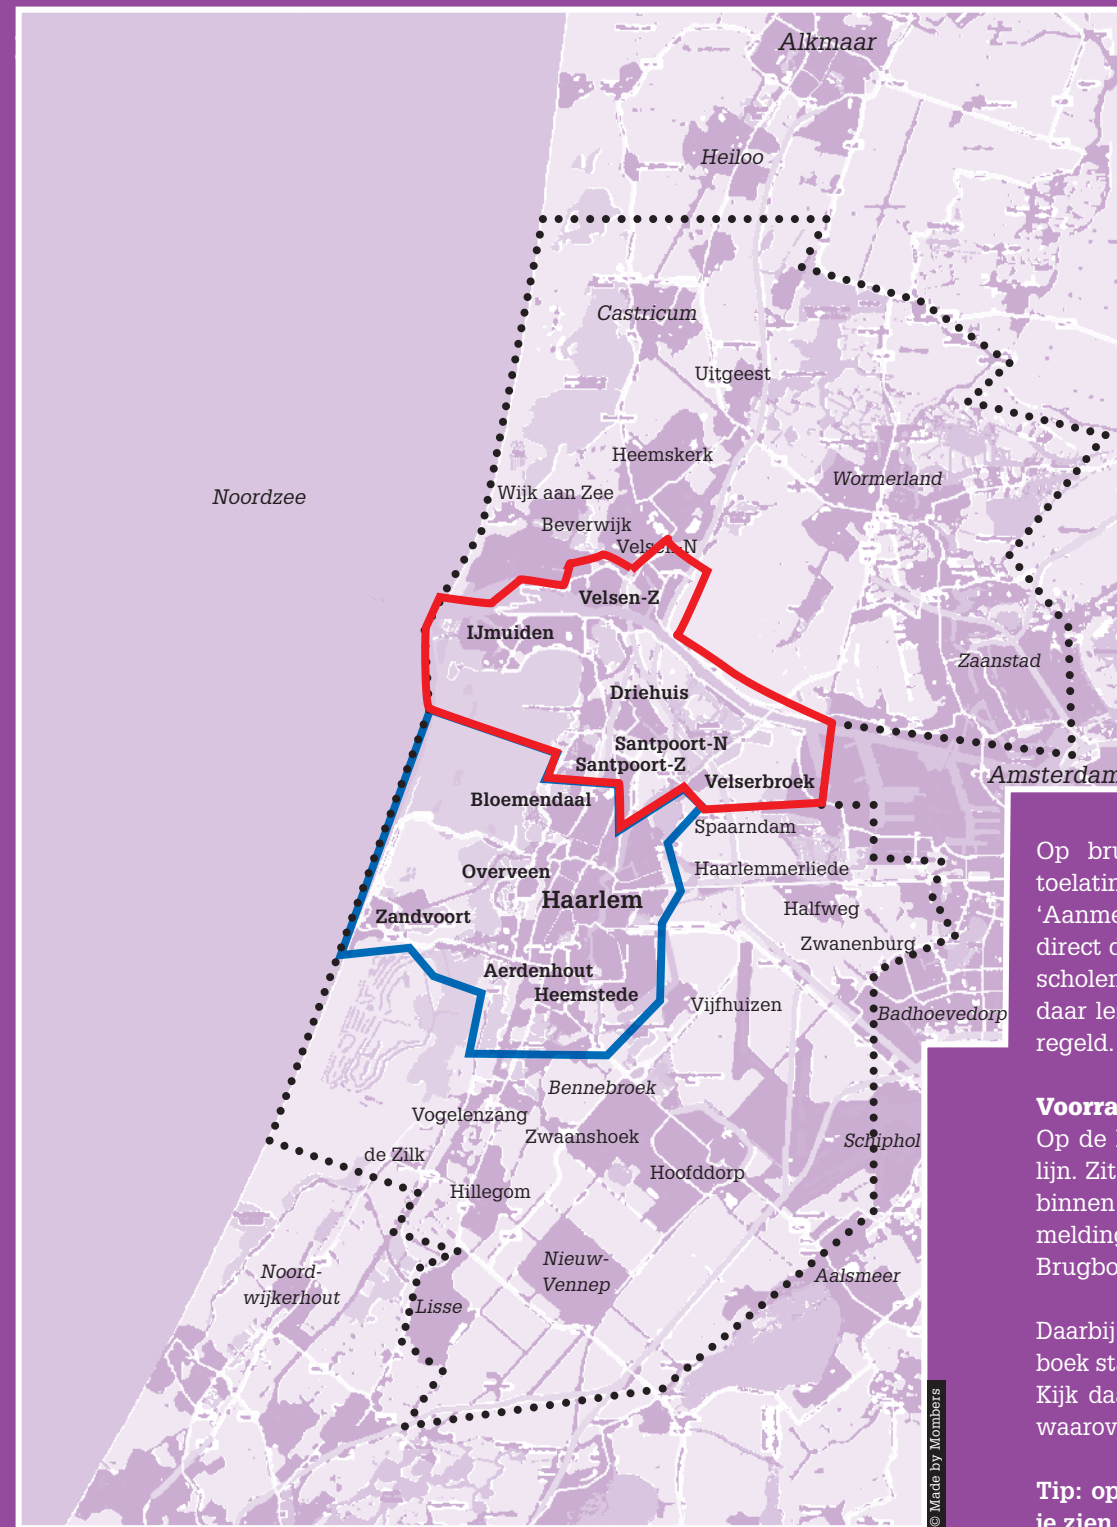 Alkmaar
Heiloo
Castricum
Uitgeest
Heemskerk
Wormerland
Noordzee
Wijk aan Zee
Beverwijk
Velsen-N
Velsen-Z
IJmuiden
Zaanstad
Driehuis
Santpoort-N
Santpoort-Z
Amsterdam
Velserbroek
Bloemendaal
Spaarndam
Overveen
Haarlemmerliede
Haarlem
Halfweg
Zandvoort
Zwanenburg
Aerdenhout
Heemstede
Vijfhuizen
Badhoevedorp
Bennebroek
Vogelenzang
Zwaanshoek
Schiphol
de Zilk
Hoofddorp
Hillegom
Nieuw-
Vennep
Noord-
wijkerhout
Aalsmeer
Lisse
Op bru
toelatin
‘Aanme
direct o
scholen
daar le
regeld.
Voorra
Op de
lijn. Zit
binnen
melding
Brugbo
Daarbij
boek sta
Kijk daa
waarov
Tip: op
je zien
© Made by Mombers